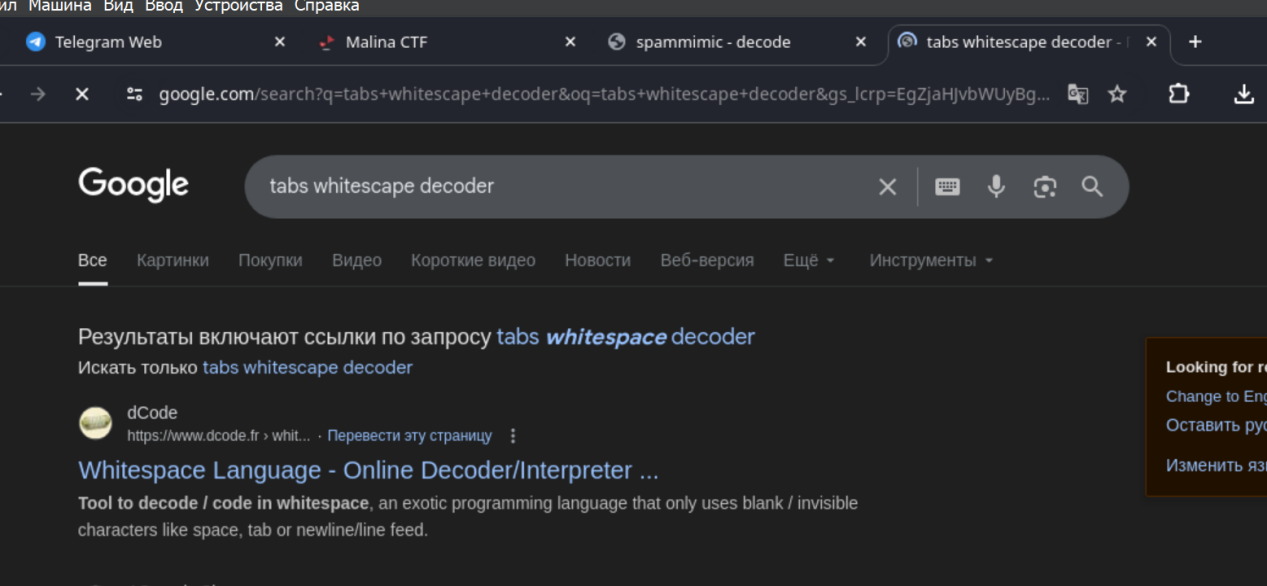 ил Машина Вид Ввод Устройства Справка
Telegram Web Malina CTF spammimic - decode tabs whitescape decoder -
google.com/search?q=tabs+whitescape+decoder&oq=tabs+whitescape+decoder&gs_lcrp=EgZjaHJvbWUyBg...
Google tabs whitescape decoder
Все Картинки Покупки Видео Короткие видео Новости Веб-версия Ещё Инструменты
Результаты включают ссылки по запросу tabs whitespace decoder
Искать только tabs whitescape decoder
Looking for re
Change to Eng
Оставить рус
Изменить язы
dCode
https://www.dcode.fr › whit... · Перевести эту страницу
Whitespace Language - Online Decoder/Interpreter ...
Tool to decode / code in whitespace, an exotic programming language that only uses blank / invisible
characters like space, tab or newline/line feed.